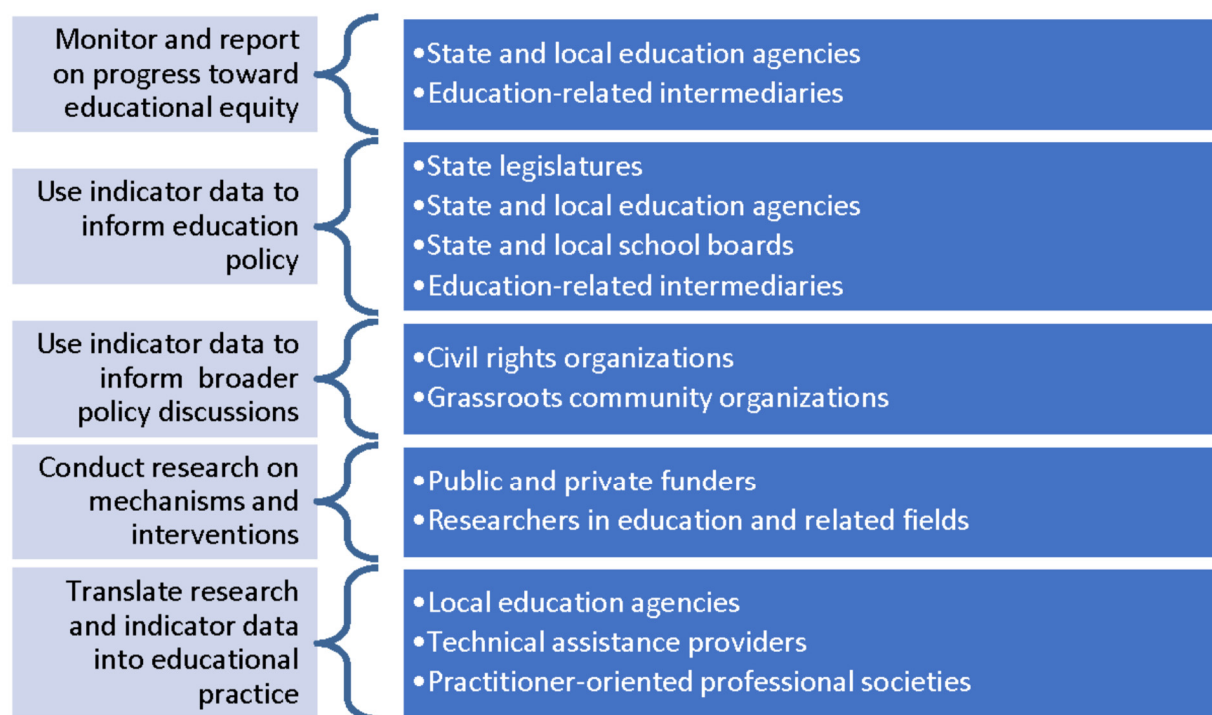 Monitor and report
on progress toward
educational equity
•State and local education agencies
•Education-related intermediaries
Use indicator data to
inform education
policy
•State legislatures
•State and local education agencies
•State and local school boards
•Education-related intermediaries
Use indicator data to
inform broader
policy discussions
•Civil rights organizations
•Grassroots community organizations
Conduct research on
mechanisms and
interventions
•Public and private funders
•Researchers in education and related fields
Translate research
and indicator data
into educational
practice
•Local education agencies
•Technical assistance providers
•Practitioner-oriented professional societies